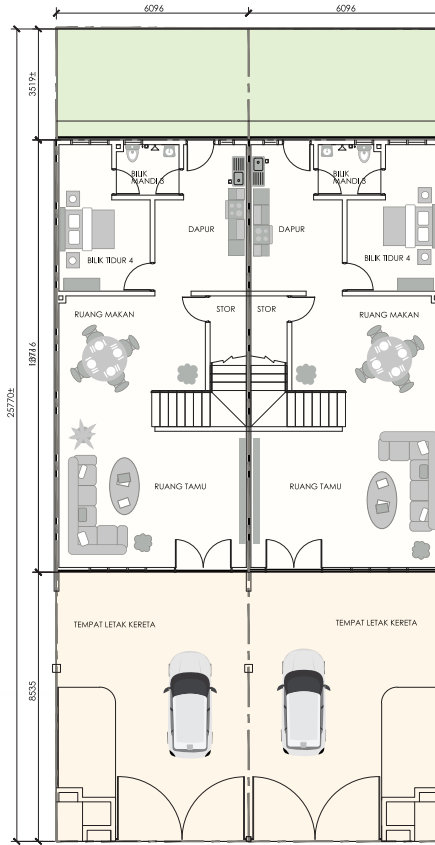 6096 6096
3519±
BILIK
MANDI 3
BILIK
MANDI 3
DAPUR DAPUR
BILIK TIDUR 4 BILIK TIDUR 4
RUANG MAKAN STOR STOR RUANG MAKAN
25770±
RUANG TAMU RUANG TAMU
TEMPAT LETAK KERETA TEMPAT LETAK KERETA
8535